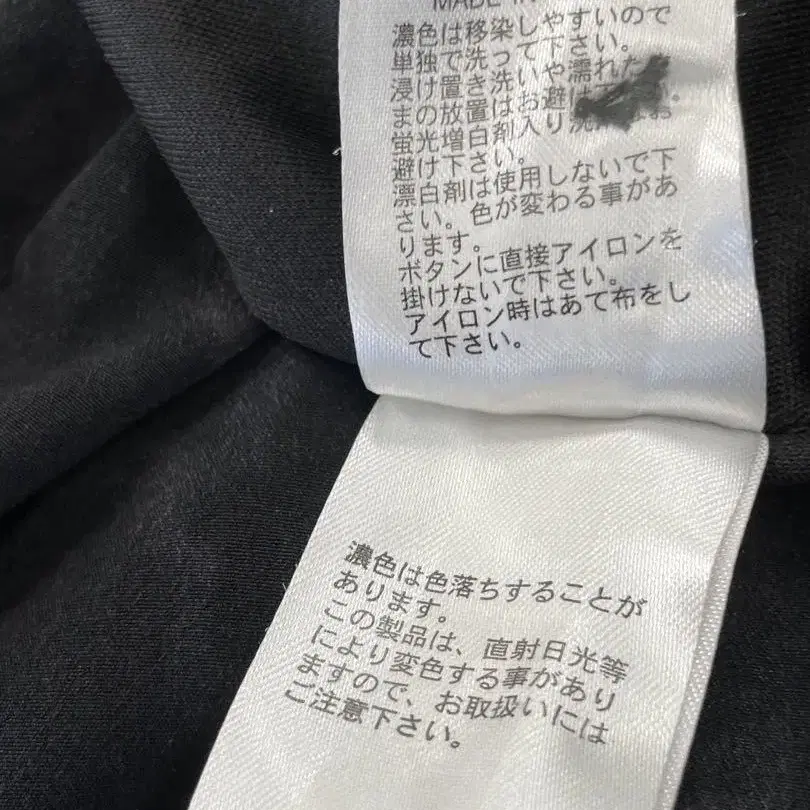 MADE IN
濃色は移染しやすいので
単独で洗って下さい。
浸け置き洗いや濡れた
まの放置はお避け
蛍光増白剤入り洗 お
避け下さい。
漂白剤は使用しないで下
さい。色が変わる事があ
ります。
ボタンに直接アイロンを
掛けないで下さい。
アイロン時はあて布をし
て下さい。
濃色は色落ちすることが
あります。
この製品は、直射日光等
により変色する事があり
ますので、お取扱いには
ご注意下さい。